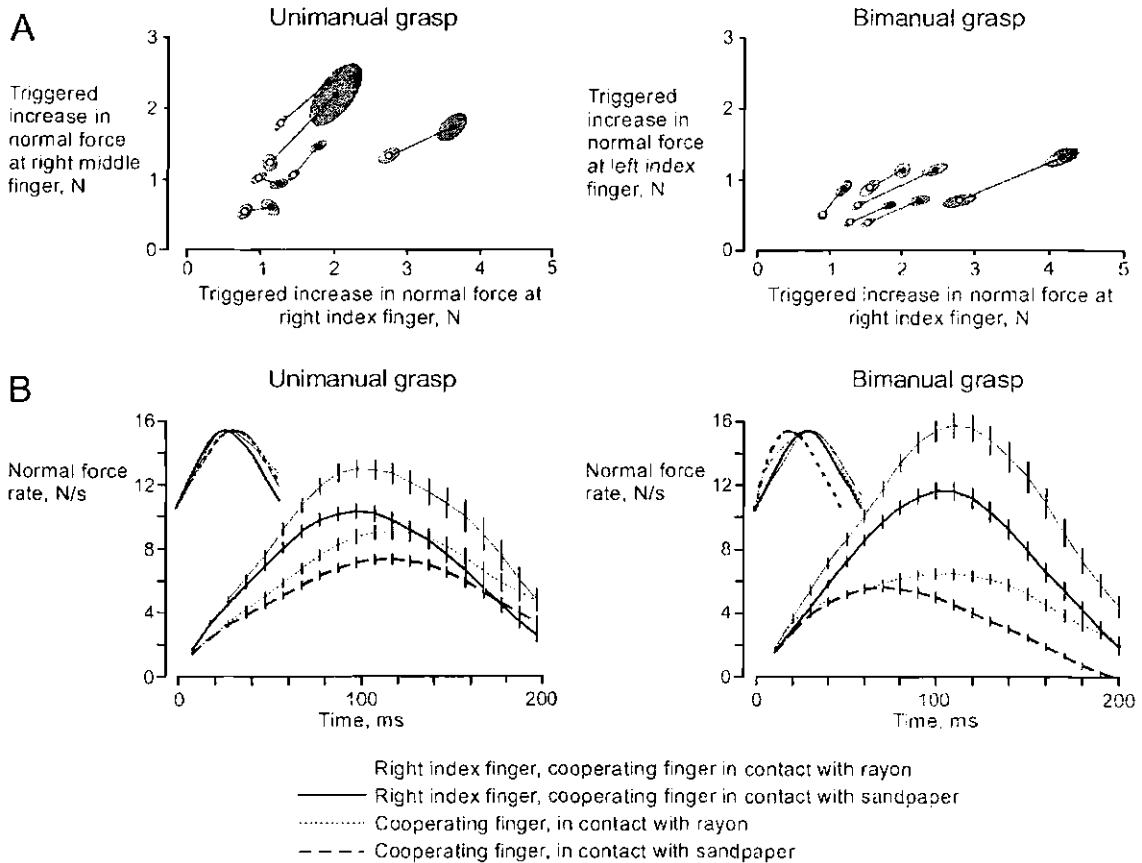 A
Unimanual grasp
Bimanual grasp
3
2
1
0
Triggered
increase in
normal force
at right middle
finger, N
0 1 2 3 4 5
Triggered increase in normal force at
right index finger, N
3
2
1
0
Triggered
increase in
normal force
at left index
finger, N
0 1 2 3 4 5
Triggered increase in normal force at
right index finger, N
B
Unimanual grasp
Bimanual grasp
16
12
8
4
0
Normal force
rate, N/s
0 100 200
Time, ms
16
12
8
4
0
Normal force
rate, N/s
0 100 200
Time, ms
Right index finger, cooperating finger in contact with rayon
Right index finger, cooperating finger in contact with sandpaper
Cooperating finger, in contact with rayon
Cooperating finger, in contact with sandpaper